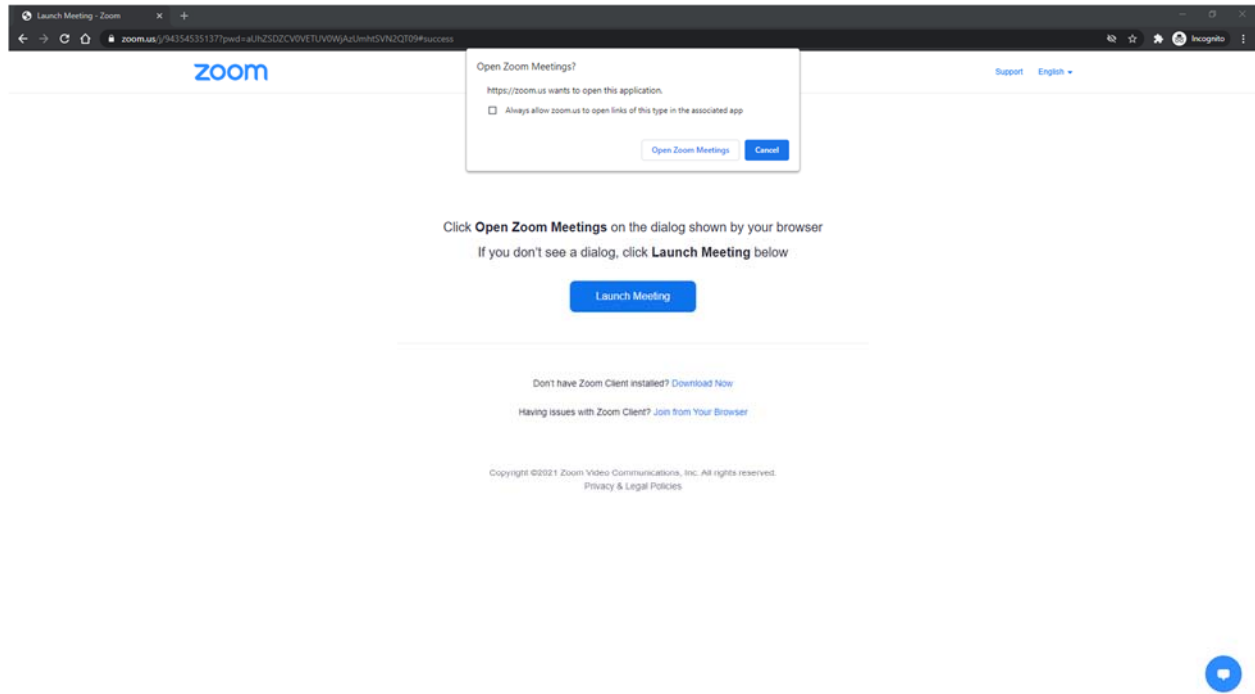 Launch Meeting - Zoom
zoom.us/j/94354535137?pwd=aUhZSDZCV0VETUV0WjAzUmhtSVN2QT09#success
Incognito
zoom
Support English
Open Zoom Meetings?
https://zoom.us wants to open this application.
Always allow zoom.us to open links of this type in the associated app
Open Zoom Meetings Cancel
Click Open Zoom Meetings on the dialog shown by your browser
If you don't see a dialog, click Launch Meeting below
Launch Meeting
Don't have Zoom Client installed? Download Now
Having issues with Zoom Client? Join from Your Browser
Copyright ©2021 Zoom Video Communications, Inc. All rights reserved.
Privacy & Legal Policies